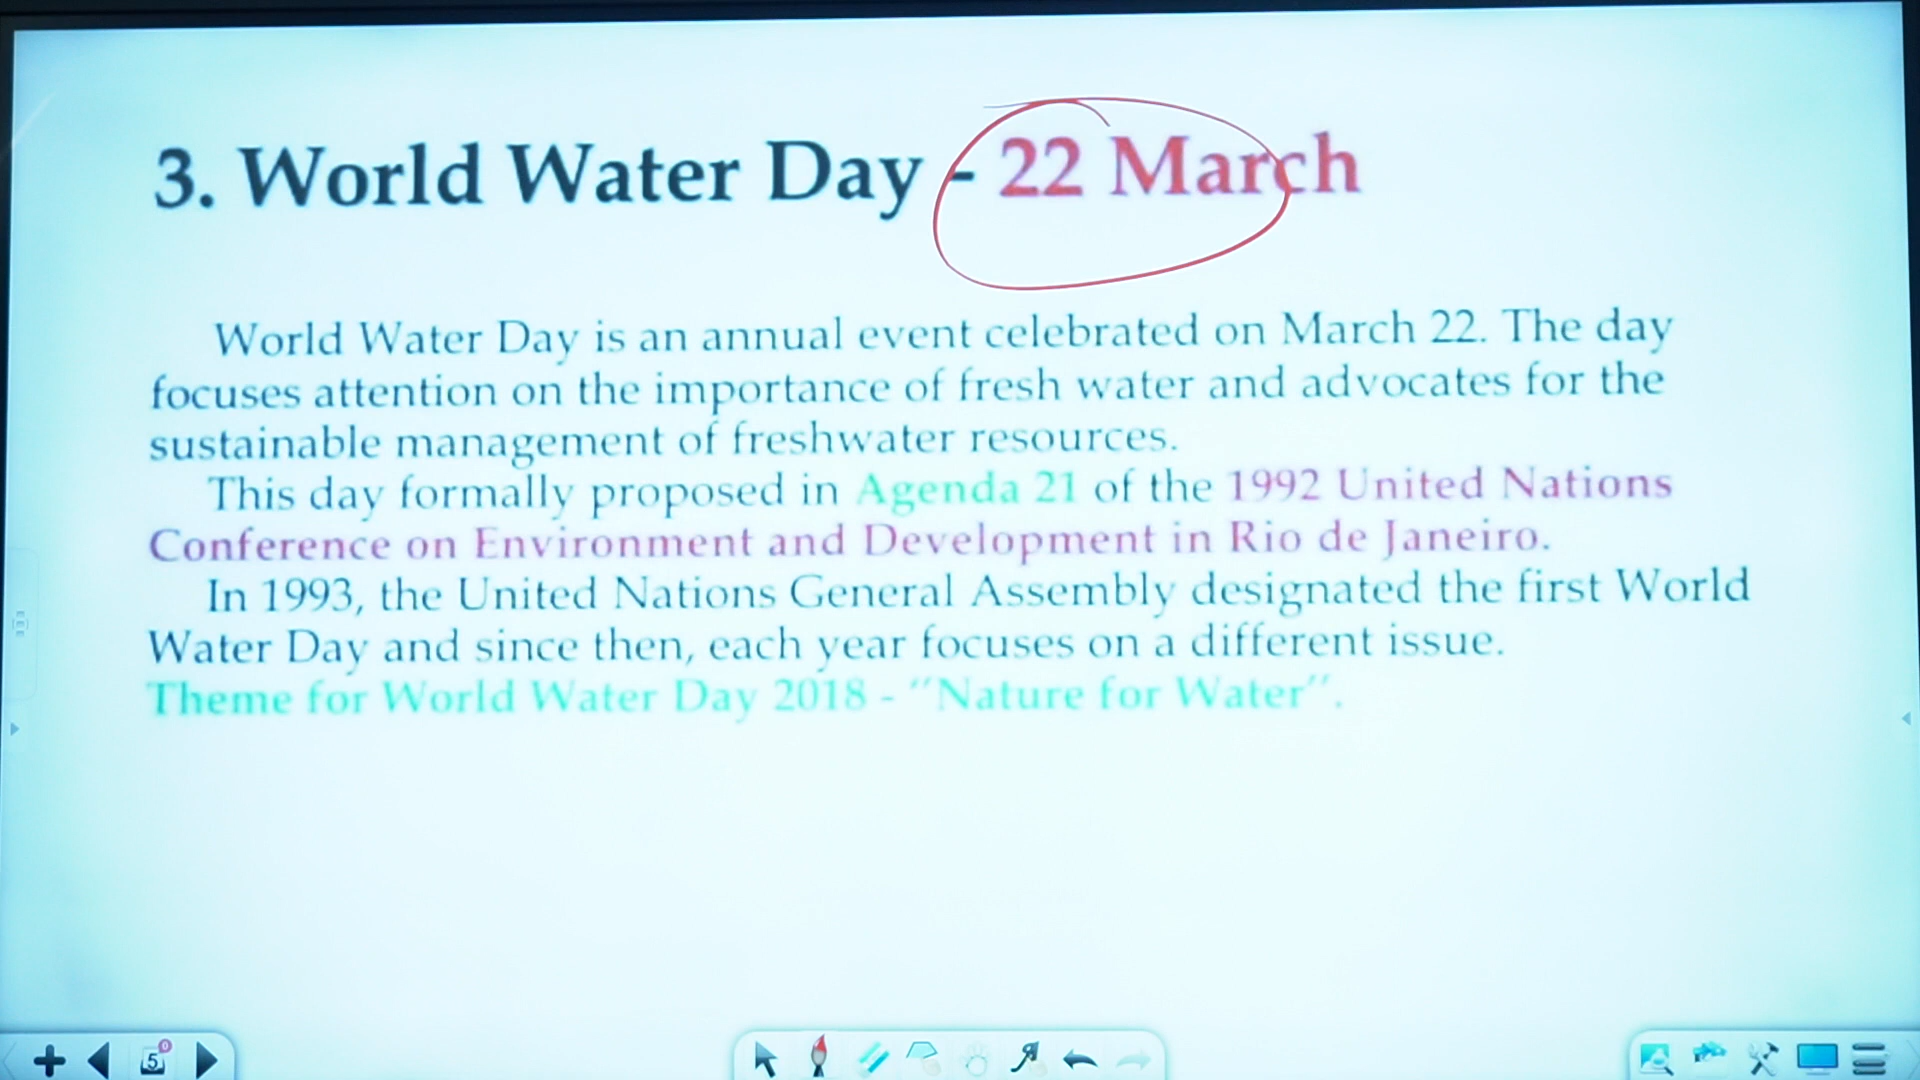 3. World Water Day - 22 March
World Water Day is an annual event celebrated on March 22. The day
focuses attention on the importance of fresh water and advocates for the
sustainable management of freshwater resources.
This day formally proposed in Agenda 21 of the 1992 United Nations
Conference on Environment and Development in Rio de Janeiro.
In 1993, the United Nations General Assembly designated the first World
Water Day and since then, each year focuses on a different issue.
Theme for World Water Day 2018 - "Nature for Water".
5 0